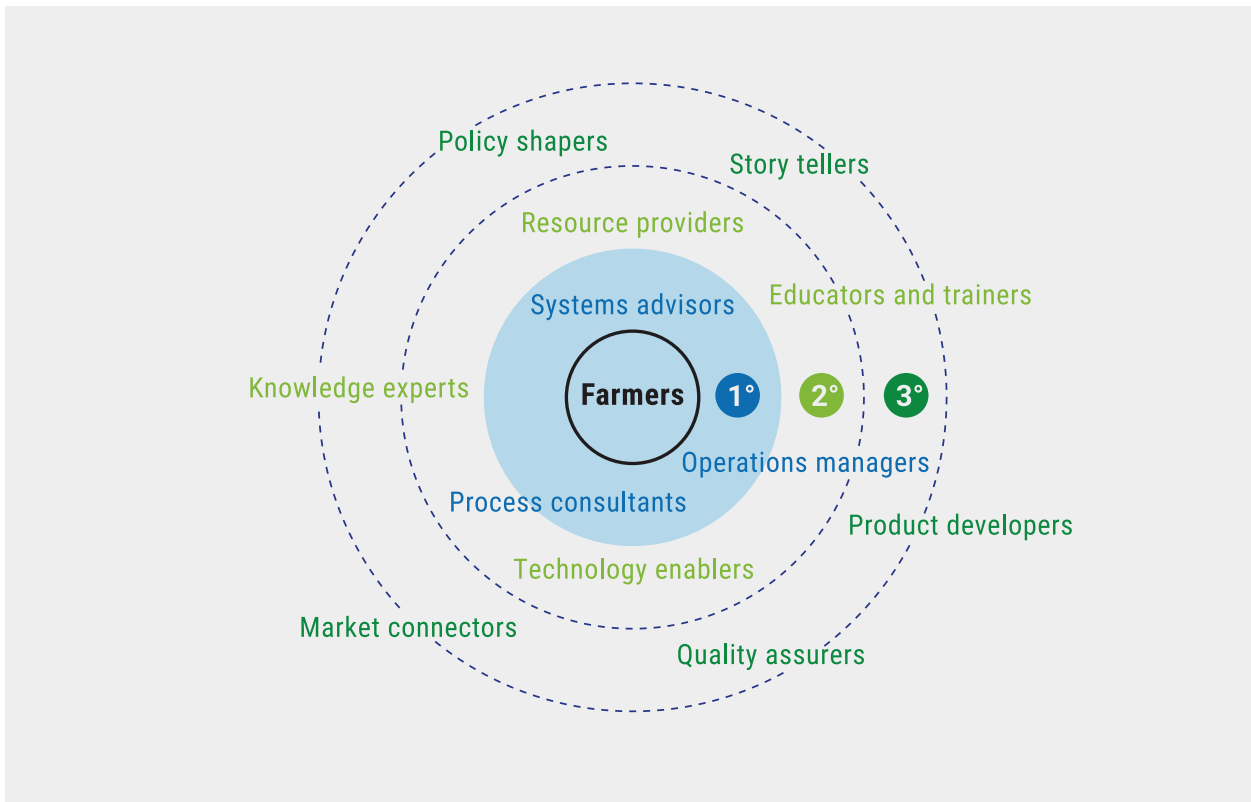 Policy shapers
Story tellers
Resource providers
Educators and trainers
Systems advisors
Knowledge experts
Farmers
1°
2°
3°
Operations managers
Process consultants
Product developers
Technology enablers
Market connectors
Quality assurers